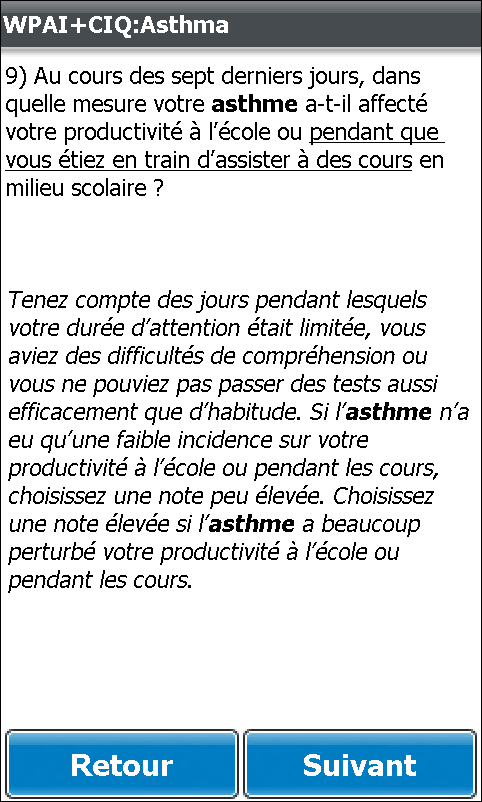 WPAI+CIQ:Asthma
9) Au cours des sept derniers jours, dans
quelle mesure votre asthme a-t-il affecté
votre productivité à l’école ou pendant que
vous étiez en train d’assister à des cours en
milieu scolaire ?
Tenez compte des jours pendant lesquels
votre durée d’attention était limitée, vous
aviez des difficultés de compréhension ou
vous ne pouviez pas passer des tests aussi
efficacement que d’habitude. Si l’asthme n’a
eu qu’une faible incidence sur votre
productivité à l’école ou pendant les cours,
choisissez une note peu élevée. Choisissez
une note élevée si l’asthme a beaucoup
perturbé votre productivité à l’école ou
pendant les cours.
Retour Suivant